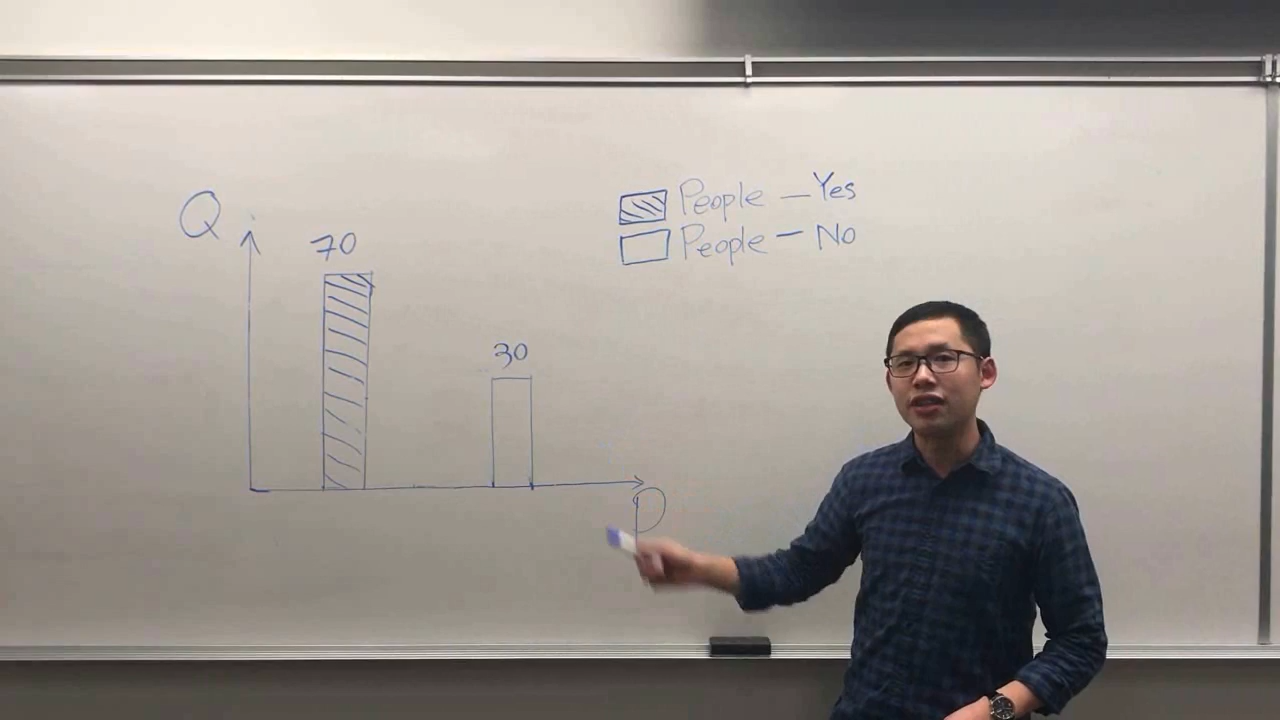 People – Yes
People – No
Q
70
30
P